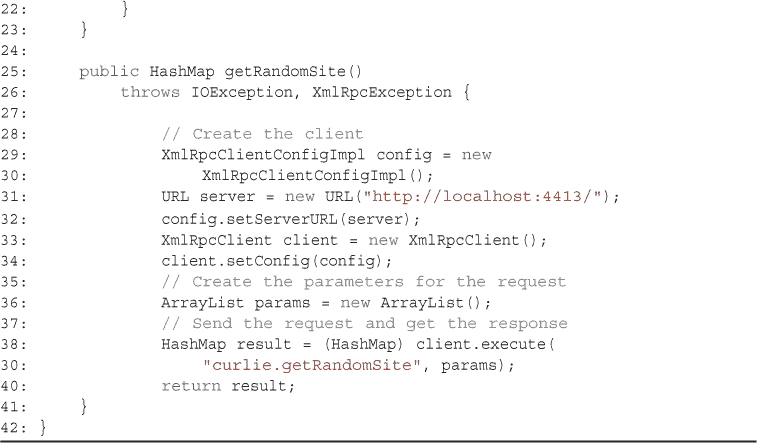 22:         }
23:     }
24:
25:     public HashMap getRandomSite()
26:         throws IOException, XmlRpcException {
27:
28:             // Create the client
29:             XmlRpcClientConfigImpl config = new
30:                 XmlRpcClientConfigImpl();
31:             URL server = new URL("http://localhost:4413/");
32:             config.setServerURL(server);
33:             XmlRpcClient client = new XmlRpcClient();
34:             client.setConfig(config);
35:             // Create the parameters for the request
36:             ArrayList params = new ArrayList();
37:             // Send the request and get the response
38:             HashMap result = (HashMap) client.execute(
30:                 "curlie.getRandomSite", params);
40:             return result;
41:     }
42: }